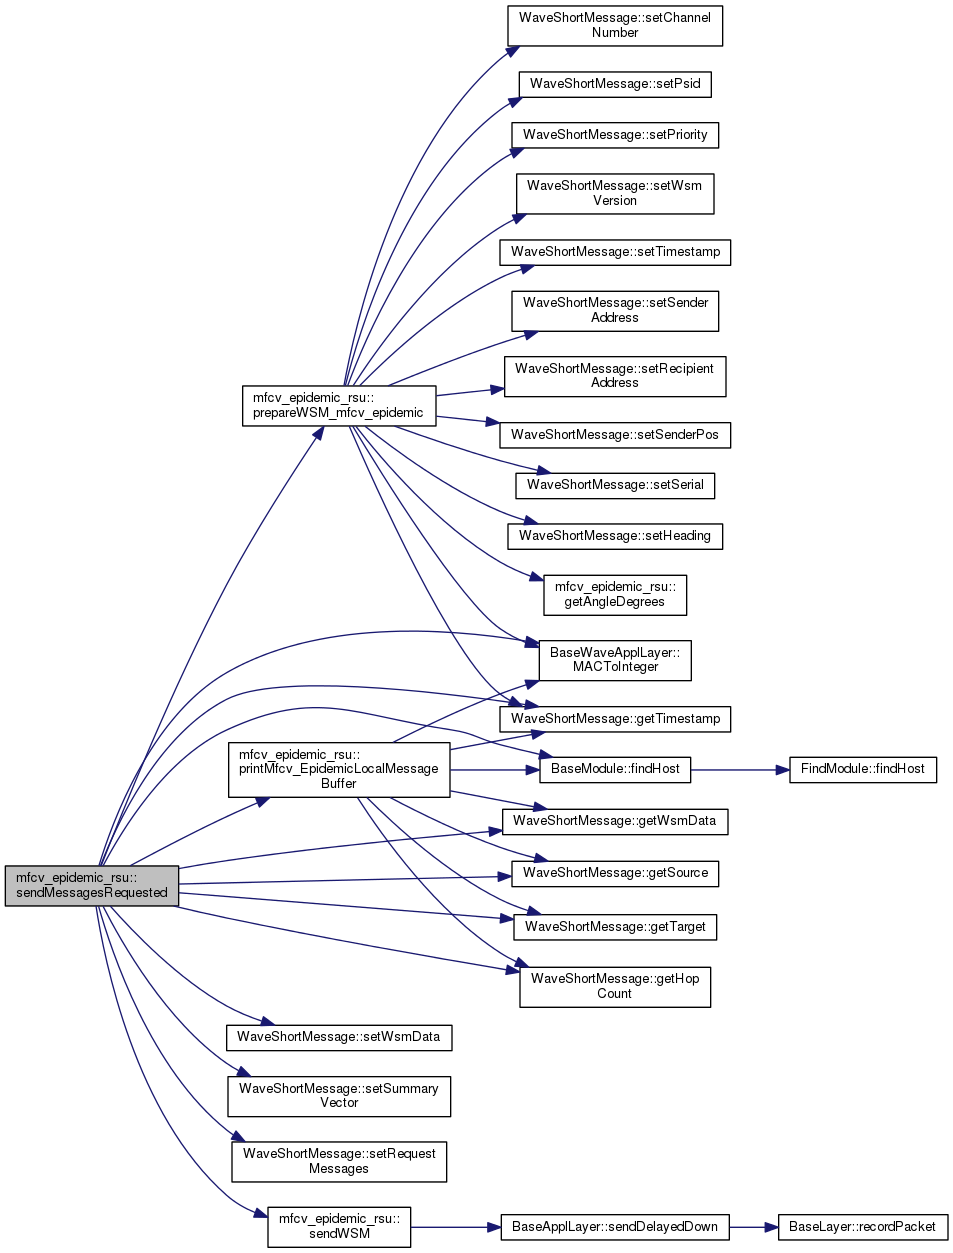 WaveShortMessage::setChannel
Number
WaveShortMessage::setPsid
WaveShortMessage::setPriority
WaveShortMessage::setWsm
Version
WaveShortMessage::setTimestamp
WaveShortMessage::setSender
Address
WaveShortMessage::setRecipient
Address
mfcv_epidemic_rsu::
prepareWSM_mfcv_epidemic
WaveShortMessage::setSenderPos
WaveShortMessage::setSerial
WaveShortMessage::setHeading
mfcv_epidemic_rsu::
getAngleDegrees
BaseWaveApplLayer::
MACToInteger
WaveShortMessage::getTimestamp
mfcv_epidemic_rsu::
printMfcv_EpidemicLocalMessage
Buffer
BaseModule::findHost
FindModule::findHost
WaveShortMessage::getWsmData
WaveShortMessage::getSource
mfcv_epidemic_rsu::
sendMessagesRequested
WaveShortMessage::getTarget
WaveShortMessage::getHop
Count
WaveShortMessage::setWsmData
WaveShortMessage::setSummary
Vector
WaveShortMessage::setRequest
Messages
mfcv_epidemic_rsu::
sendWSM
BaseApplLayer::sendDelayedDown
BaseLayer::recordPacket